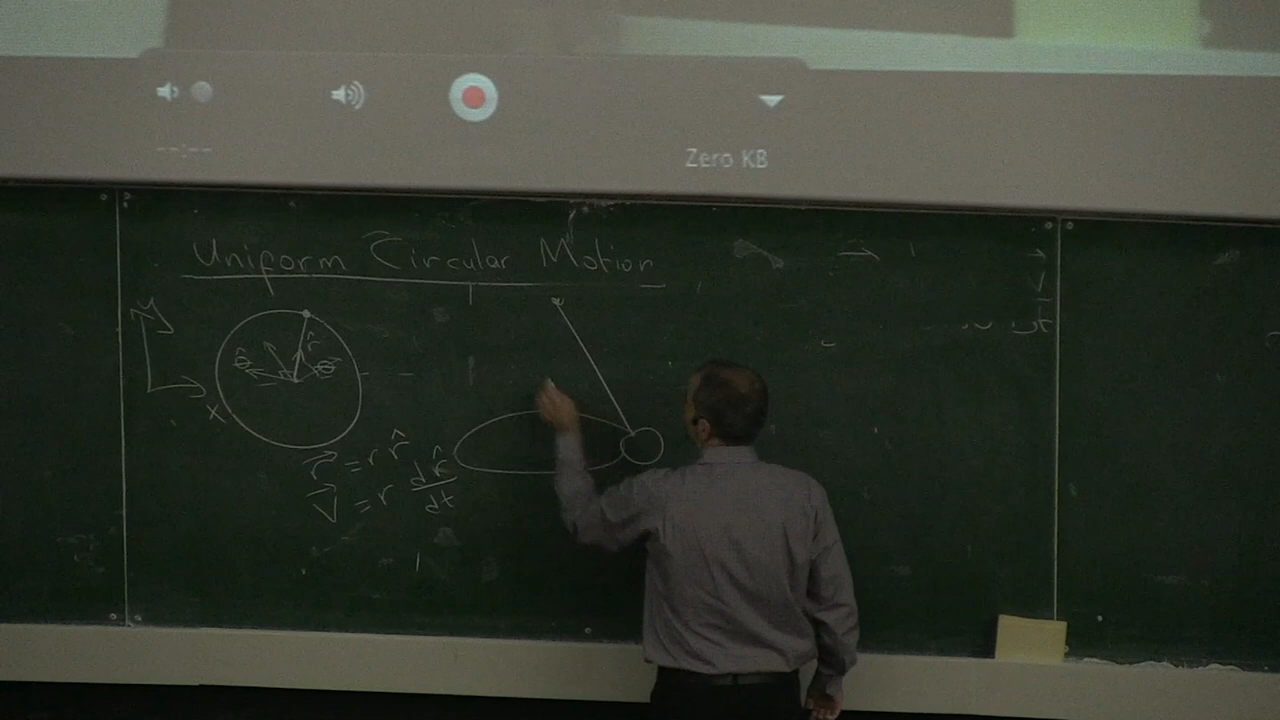 Zero KB
Uniform Circular Motion
y
r̂
θ̂
θ̂
x
r⃗ = r r̂
v⃗ = r dr̂/dt